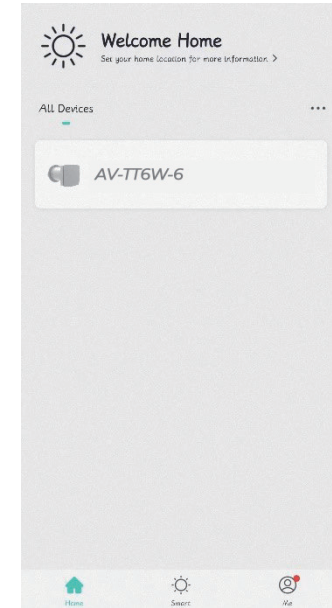 Welcome Home
Set your home location for more information >
All Devices
...
AV-TT6W-6
Home
Smart
Me